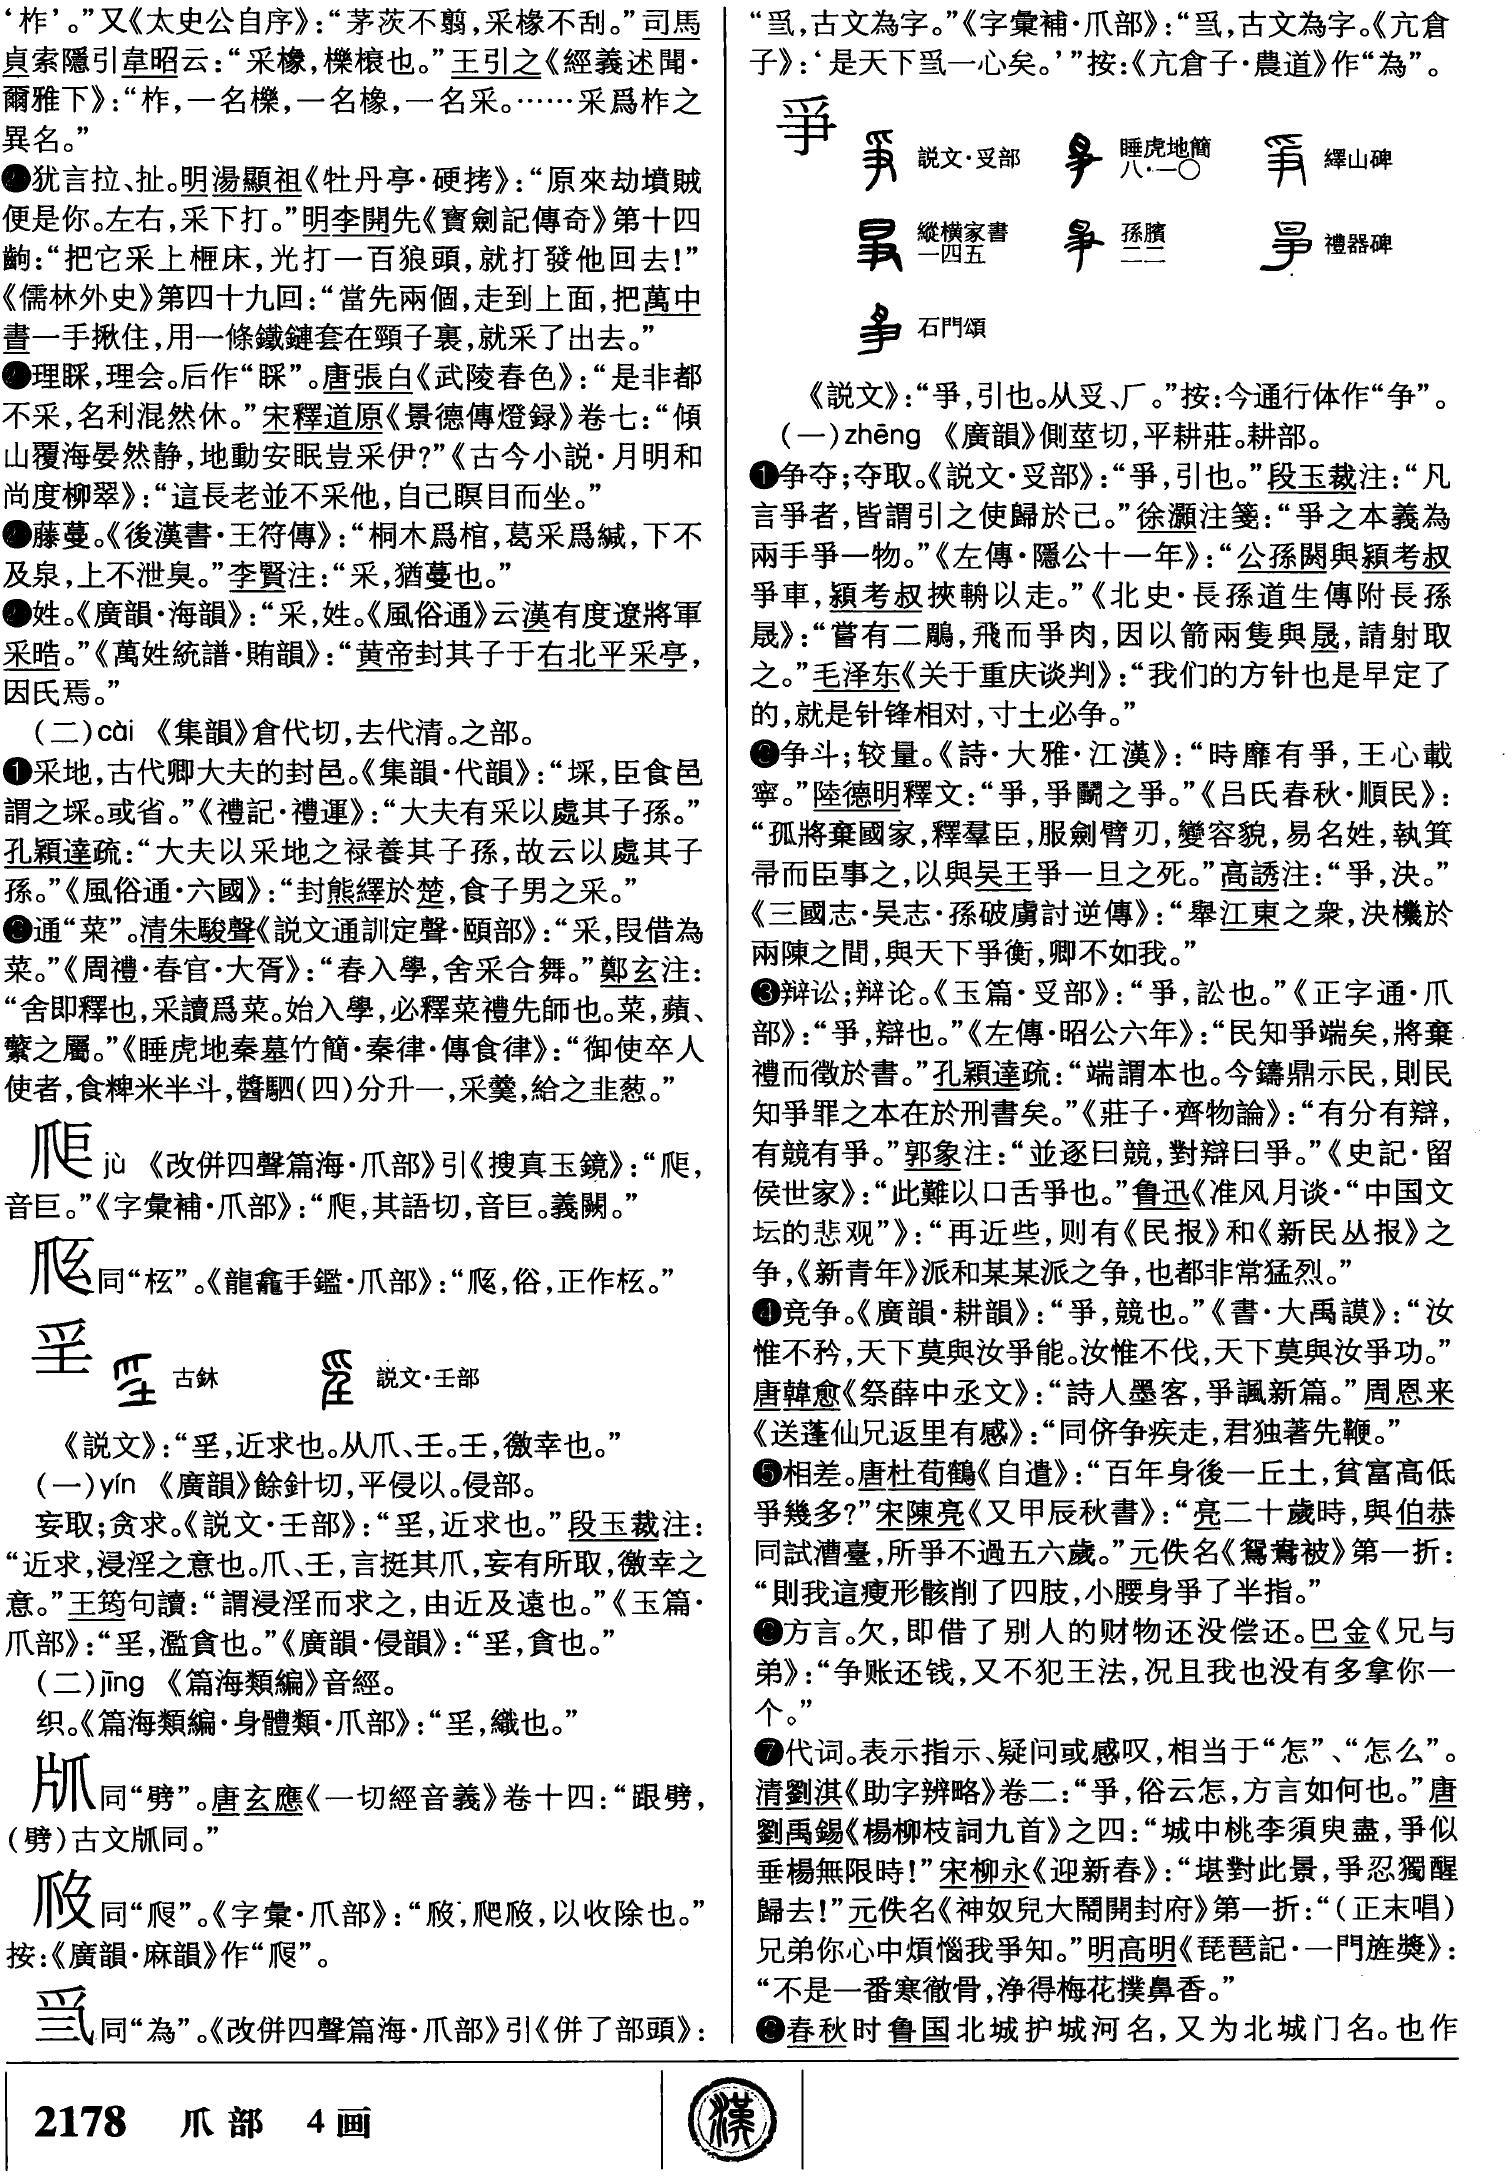 ‘柞’。”又《太史公自序》：“茅茨不翦，采椽不刮。”司馬
貞索隱引韋昭云：“采橡，櫟榱也。”王引之《經義述聞·
爾雅下》：“柞，一名櫟，一名橡，一名采。……采爲柞之
異名。”
犹言拉、扯。明湯顯祖《牡丹亭·硬拷》：“原來劫墳賊
便是你。左右，采下打。”明李開先《寶劍記傳奇》第十四
齣：“把它采上柙床，光打一百狼頭，就打發他回去！”
《儒林外史》第四十九回：“當先兩個，走到上面，把萬中
書一手揪住，用一條鐵鏈套在頸子裏，就采了出去。”
理睬，理会。后作“睬”。唐張白《武陵春色》：“是非都
不采，名利混然休。”宋釋道原《景德傳燈録》卷七：“傾
山覆海晏然静，地動安眠豈采伊？”《古今小説·月明和
尚度柳翠》：“這長老並不采他，自己瞑目而坐。”
藤蔓。《後漢書·王符傳》：“桐木爲棺，葛采爲緘，下不
及泉，上不泄臭。”李賢注：“采，猶蔓也。”
姓。《廣韻·海韻》：“采，姓。《風俗通》云漢有度遼將軍
采晧。”《萬姓統譜·賄韻》：“黄帝封其子于右北平采亭，
因氏焉。”
（二）cài 《集韻》倉代切，去代清。之部。
❶采地，古代卿大夫的封邑。《集韻·代韻》：“埰，臣食邑
謂之埰。或省。”《禮記·禮運》：“大夫有采以處其子孫。”
孔穎達疏：“大夫以采地之禄養其子孫，故云以處其子
孫。”《風俗通·六國》：“封熊繹於楚，食子男之采。”
❷通“菜”。清朱駿聲《説文通訓定聲·頤部》：“采，叚借為
菜。”《周禮·春官·大胥》：“春入學，舍采合舞。”鄭玄注：
“舍即釋也，采讀爲菜。始入學，必釋菜禮先師也。菜，蘋、
蘩之屬。”《睡虎地秦墓竹簡·秦律·傳食律》：“御使卒人
使者，食粺米半斗，醬駟（四）分升一，采羹，給之韭葱。”
jù 《改併四聲篇海·爪部》引《搜真玉鏡》：“
音巨。”《字彙補·爪部》：“，其語切，音巨。義闕。”
同“㭹”。《龍龕手鑑·爪部》：“，俗，正作。”
㸒 古鉥 説文·𡈼部
《説文》：“㸒，近求也。从爪、𡈼。𡈼，徼幸也。”
（一）yín 《廣韻》餘針切，平侵以。侵部。
妄取；贪求。《説文·𡈼部》：“㸒，近求也。”段玉裁注：
“近求，浸淫之意也。爪、𡈼，言挺其爪，妄有所取，徼幸之
意。”王筠句讀：“謂浸淫而求之，由近及遠也。”《玉篇·
爪部》：“㸒，濫貪也。”《廣韻·侵韻》：“㸒，貪也。”
（二）jīng 《篇海類編》音經。
织。《篇海類編·身體類·爪部》：“㸒，織也。”
同“劈”。唐玄應《一切經音義》卷十四：“跟劈，
（劈）古文同。”
同“㸕”。《字彙·爪部》：“，爬，以收除也。”
按：《廣韻·麻韻》作“”。
同“為”。《改併四聲篇海·爪部》引《併了部頭》：
“，古文為字。”《字彙補·爪部》：“，古文為字。《亢倉
子》：‘是天下一心矣。’”按：《亢倉子·農道》作“為”。
爭 説文·𠬪部 睡虎地簡八·一〇 繹山碑
縱横家書一四五 孫臏二二 禮器碑
石門頌
《説文》：“爭，引也。从𠬪、厂。”按：今通行体作“争”。
（一）zhēng 《廣韻》側莖切，平耕莊。耕部。
❶争夺；夺取。《説文·𠬪部》：“爭，引也。”段玉裁注：“凡
言爭者，皆謂引之使歸於己。”徐灝注箋：“爭之本義為
兩手爭一物。”《左傳·隱公十一年》：“公孫閼與潁考叔
爭車，潁考叔挾輈以走。”《北史·長孫道生傳附長孫
晟》：“嘗有二鵰，飛而爭肉，因以箭兩隻與晟，請射取
之。”毛泽东《关于重庆谈判》：“我们的方针也是早定了
的，就是针锋相对，寸土必争。”
❷争斗；较量。《詩·大雅·江漢》：“時靡有爭，王心載
寧。”陸德明釋文：“爭，爭鬭之爭。”《吕氏春秋·順民》：
“孤將棄國家，釋羣臣，服劍臂刃，變容貌，易名姓，執箕
帚而臣事之，以與吴王爭一旦之死。”高誘注：“爭，決。”
《三國志·吴志·孫破虜討逆傳》：“舉江東之衆，決機於
兩陳之間，與天下爭衡，卿不如我。”
❸辩讼；辩论。《玉篇·𠬪部》：“爭，訟也。”《正字通·爪
部》：“爭，辯也。”《左傳·昭公六年》：“民知爭端矣，將棄
禮而徵於書。”孔穎達疏：“端謂本也。今鑄鼎示民，則民
知爭罪之本在於刑書矣。”《莊子·齊物論》：“有分有辯，
有競有爭。”郭象注：“並逐曰競，對辯曰爭。”《史記·留
侯世家》：“此難以口舌爭也。”鲁迅《准风月谈·“中国文
坛的悲观”》：“再近些，则有《民报》和《新民丛报》之
争，《新青年》派和某某派之争，也都非常猛烈。”
❹竞争。《廣韻·耕韻》：“爭，競也。”《書·大禹謨》：“汝
惟不矜，天下莫與汝爭能。汝惟不伐，天下莫與汝爭功。”
唐韓愈《祭薛中丞文》：“詩人墨客，爭諷新篇。”周恩来
《送蓬仙兄返里有感》：“同侪争疾走，君独著先鞭。”
❺相差。唐杜荀鶴《自遣》：“百年身後一丘土，貧富高低
爭幾多？”宋陳亮《又甲辰秋書》：“亮二十歲時，與伯恭
同試漕臺，所爭不過五六歲。”元佚名《鴛鴦被》第一折：
“則我這瘦形骸削了四肢，小腰身爭了半指。”
❻方言。欠，即借了别人的财物还没偿还。巴金《兄与
弟》：“争账还钱，又不犯王法，况且我也没有多拿你一
个。”
❼代词。表示指示、疑问或感叹，相当于“怎”、“怎么”。
清劉淇《助字辨略》卷二：“爭，俗云怎，方言如何也。”唐
劉禹錫《楊柳枝詞九首》之四：“城中桃李須臾盡，爭似
垂楊無限時！”宋柳永《迎新春》：“堪對此景，爭忍獨醒
歸去！”元佚名《神奴兒大鬧開封府》第一折：“（正末唱）
兄弟你心中煩惱我爭知。”明高明《琵琶記·一門旌奬》：
“不是一番寒徹骨，净得梅花撲鼻香。”
❽春秋时鲁国北城护城河名，又为北城门名。也作
2178 爪部 4画
漢